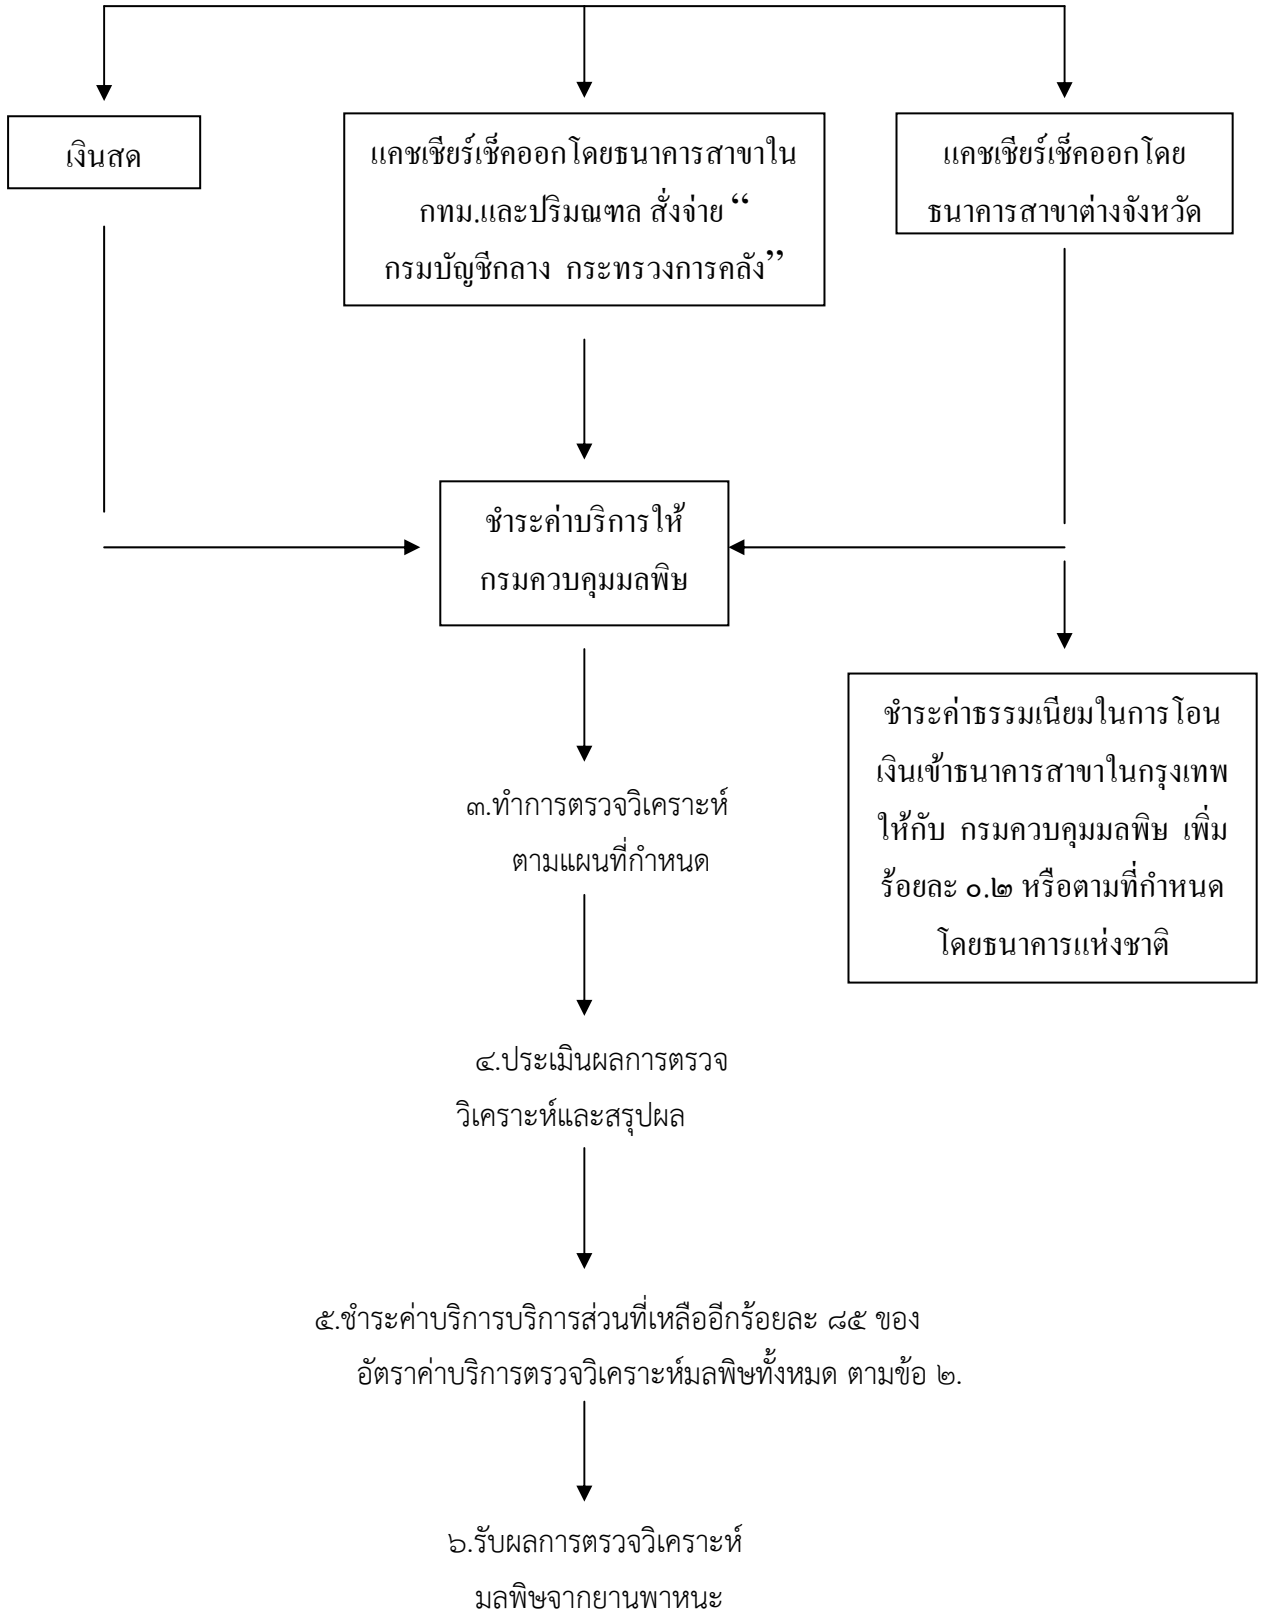 เงินสด
แคชเชียร์เช็คออกโดยธนาคารสาขาใน
กทม.และปริมณฑล สั่งจ่าย “
กรมบัญชีกลาง กระทรวงการคลัง”
แคชเชียร์เช็คออกโดย
ธนาคารสาขาต่างจังหวัด
ชำระค่าบริการให้
กรมควบคุมมลพิษ
ชำระค่าธรรมเนียมในการโอน
เงินเข้าธนาคารสาขาในกรุงเทพ
ให้กับ กรมควบคุมมลพิษ เพิ่ม
ร้อยละ ๐.๒ หรือตามที่กำหนด
โดยธนาคารแห่งชาติ
๓.ทำการตรวจวิเคราะห์
ตามแผนที่กำหนด
๔.ประเมินผลการตรวจ
วิเคราะห์และสรุปผล
๕.ชำระค่าบริการบริการส่วนที่เหลืออีกร้อยละ ๘๕ ของ
อัตราค่าบริการตรวจวิเคราะห์มลพิษทั้งหมด ตามข้อ ๒.
๖.รับผลการตรวจวิเคราะห์
มลพิษจากยานพาหนะ